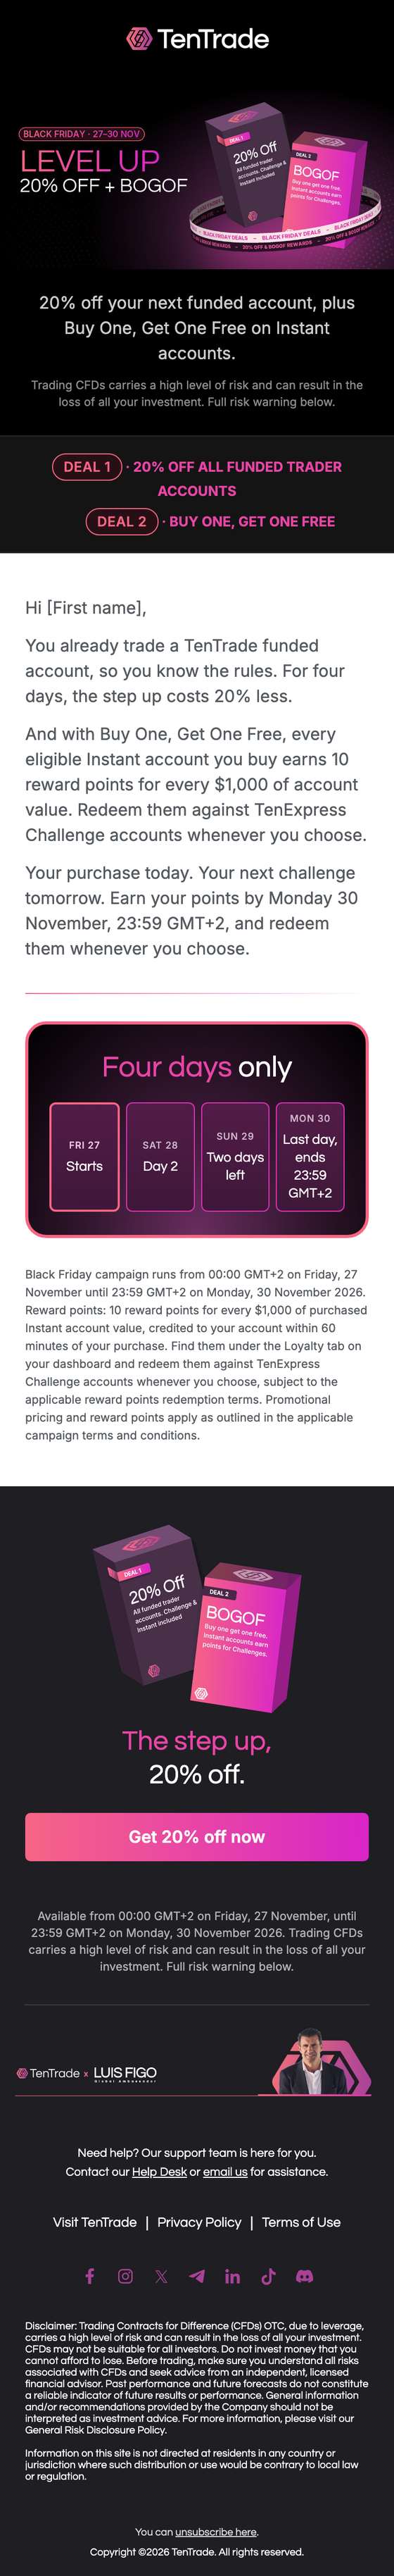 TenTrade
BLACK FRIDAY · 27–30 NOV
LEVEL UP
20% OFF + BOGOF
DEAL 1
20% Off
All funded trader
accounts. Challenge &
Instant included
DEAL 2
BOGOF
Buy one get one free.
Instant accounts earn
points for Challenges.
BLACK FRIDAY DEALS
20% OFF & BOGOF REWARDS
20% off your next funded account, plus
Buy One, Get One Free on Instant
accounts.
Trading CFDs carries a high level of risk and can result in the
loss of all your investment. Full risk warning below.
DEAL 1 · 20% OFF ALL FUNDED TRADER
ACCOUNTS
DEAL 2 · BUY ONE, GET ONE FREE
Hi [First name],
You already trade a TenTrade funded
account, so you know the rules. For four
days, the step up costs 20% less.
And with Buy One, Get One Free, every
eligible Instant account you buy earns 10
reward points for every $1,000 of account
value. Redeem them against TenExpress
Challenge accounts whenever you choose.
Your purchase today. Your next challenge
tomorrow. Earn your points by Monday 30
November, 23:59 GMT+2, and redeem
them whenever you choose.
Four days only
FRI 27
Starts
SAT 28
Day 2
SUN 29
Two days
left
MON 30
Last day,
ends
23:59
GMT+2
Black Friday campaign runs from 00:00 GMT+2 on Friday, 27
November until 23:59 GMT+2 on Monday, 30 November 2026.
Reward points: 10 reward points for every $1,000 of purchased
Instant account value, credited to your account within 60
minutes of your purchase. Find them under the Loyalty tab on
your dashboard and redeem them against TenExpress
Challenge accounts whenever you choose, subject to the
applicable reward points redemption terms. Promotional
pricing and reward points apply as outlined in the applicable
campaign terms and conditions.
DEAL 1
20% Off
All funded trader
accounts. Challenge &
Instant included
DEAL 2
BOGOF
Buy one get one free.
Instant accounts earn
points for Challenges.
The step up,
20% off.
Get 20% off now
Available from 00:00 GMT+2 on Friday, 27 November, until
23:59 GMT+2 on Monday, 30 November 2026. Trading CFDs
carries a high level of risk and can result in the loss of all your
investment. Full risk warning below.
TenTrade x LUIS FIGO
Global Ambassador
Need help? Our support team is here for you.
Contact our Help Desk or email us for assistance.
Visit TenTrade | Privacy Policy | Terms of Use
Disclaimer: Trading Contracts for Difference (CFDs) OTC, due to leverage,
carries a high level of risk and can result in the loss of all your investment.
CFDs may not be suitable for all investors. Do not invest money that you
cannot afford to lose. Before trading, make sure you understand all risks
associated with CFDs and seek advice from an independent, licensed
financial advisor. Past performance and future forecasts do not constitute
a reliable indicator of future results or performance. General information
and/or recommendations provided by the Company should not be
interpreted as investment advice. For more information, please visit our
General Risk Disclosure Policy.
Information on this site is not directed at residents in any country or
jurisdiction where such distribution or use would be contrary to local law
or regulation.
You can unsubscribe here.
Copyright ©2026 TenTrade. All rights reserved.